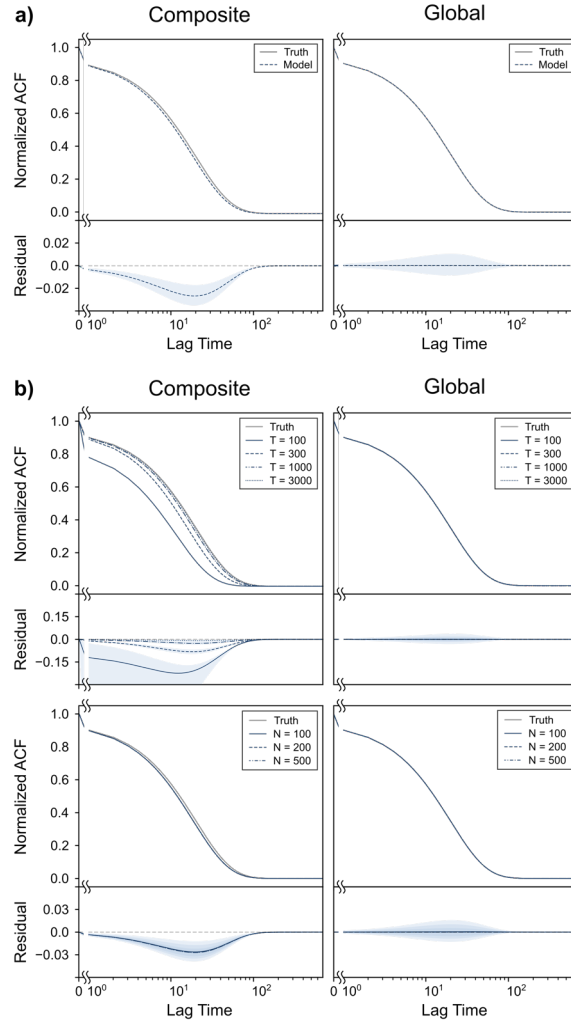 a)
Composite
Global
Normalized ACF
1.0
0.8
0.6
0.4
0.2
0.0
Truth
Model
Truth
Model
Residual
0.02
0.0
−0.02
0 10⁰ 10¹ 10²
0 10⁰ 10¹ 10²
Lag Time
Lag Time
b)
Composite
Global
Normalized ACF
1.0
0.8
0.6
0.4
0.2
0.0
Truth
T = 100
T = 300
T = 1000
T = 3000
Truth
T = 100
T = 300
T = 1000
T = 3000
Residual
0.15
0.0
−0.15
Normalized ACF
1.0
0.8
0.6
0.4
0.2
0.0
Truth
N = 100
N = 200
N = 500
Truth
N = 100
N = 200
N = 500
Residual
0.03
0.0
−0.03
0 10⁰ 10¹ 10²
0 10⁰ 10¹ 10²
Lag Time
Lag Time